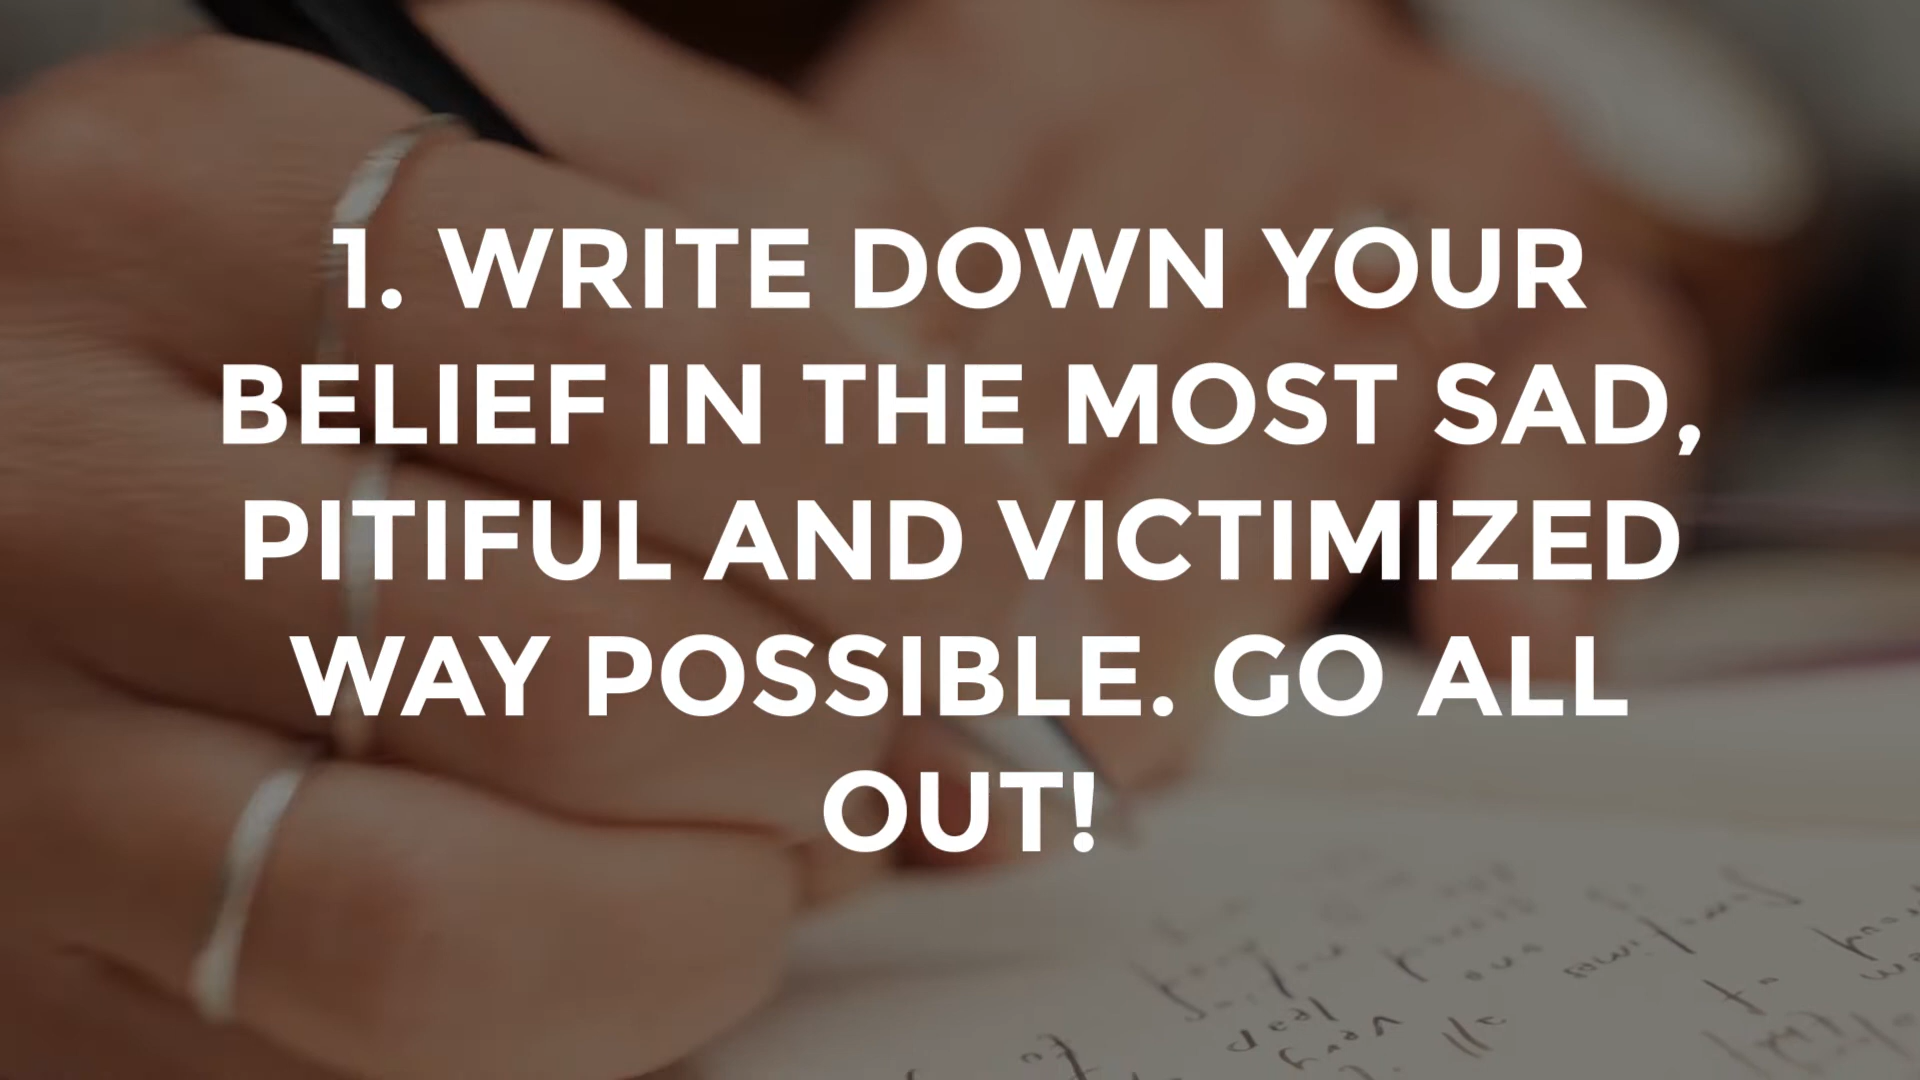 1. WRITE DOWN YOUR
BELIEF IN THE MOST SAD,
PITIFUL AND VICTIMIZED
WAY POSSIBLE. GO ALL
OUT!